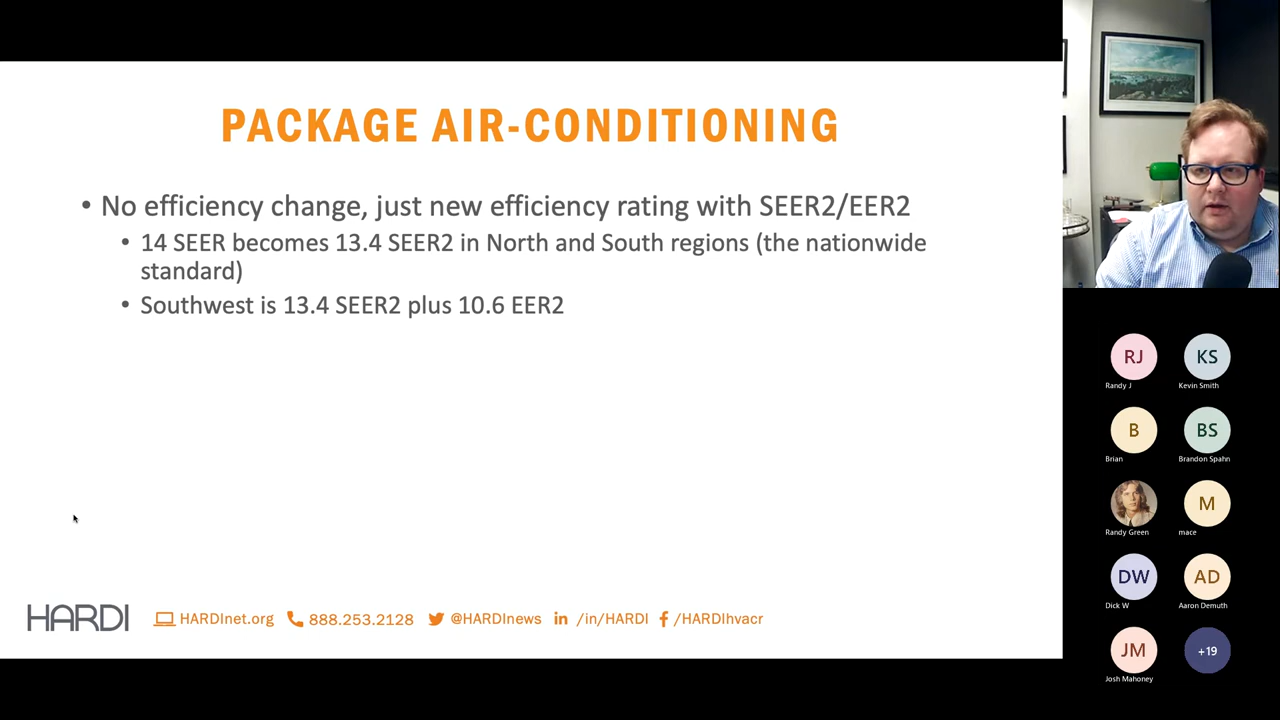 PACKAGE AIR-CONDITIONING
• No efficiency change, just new efficiency rating with SEER2/EER2
• 14 SEER becomes 13.4 SEER2 in North and South regions (the nationwide
standard)
• Southwest is 13.4 SEER2 plus 10.6 EER2
HARDI
HARDInet.org
888.253.2128
@HARDInews
in /in/HARDI
f /HARDIhvacr
RJ
Randy J
KS
Kevin Smith
B
Brian
BS
Brandon Spahn
Randy Green
M
mace
DW
Dick W
AD
Aaron Demuth
JM
Josh Mahoney
+19